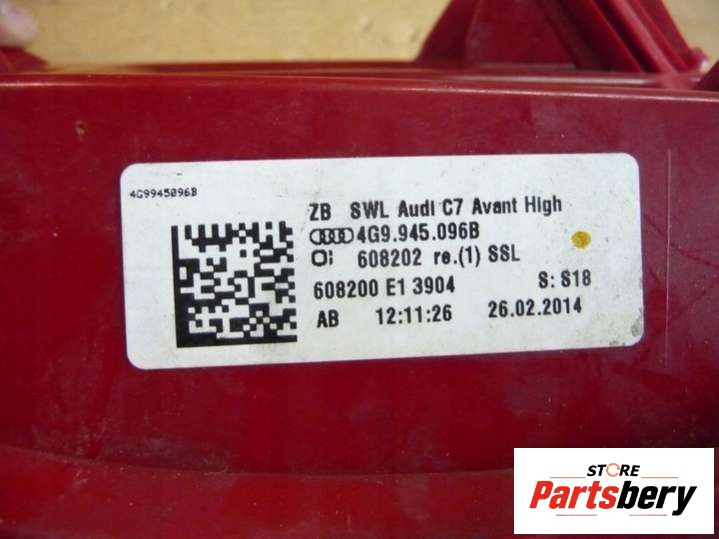 4G9945096B
ZB SWL Audi C7 Avant High
4G9.945.096B
608202 re.(1) SSL
608200 E1 3904 S: S18
AB 12:11:26 26.02.2014
STORE
Partsbery